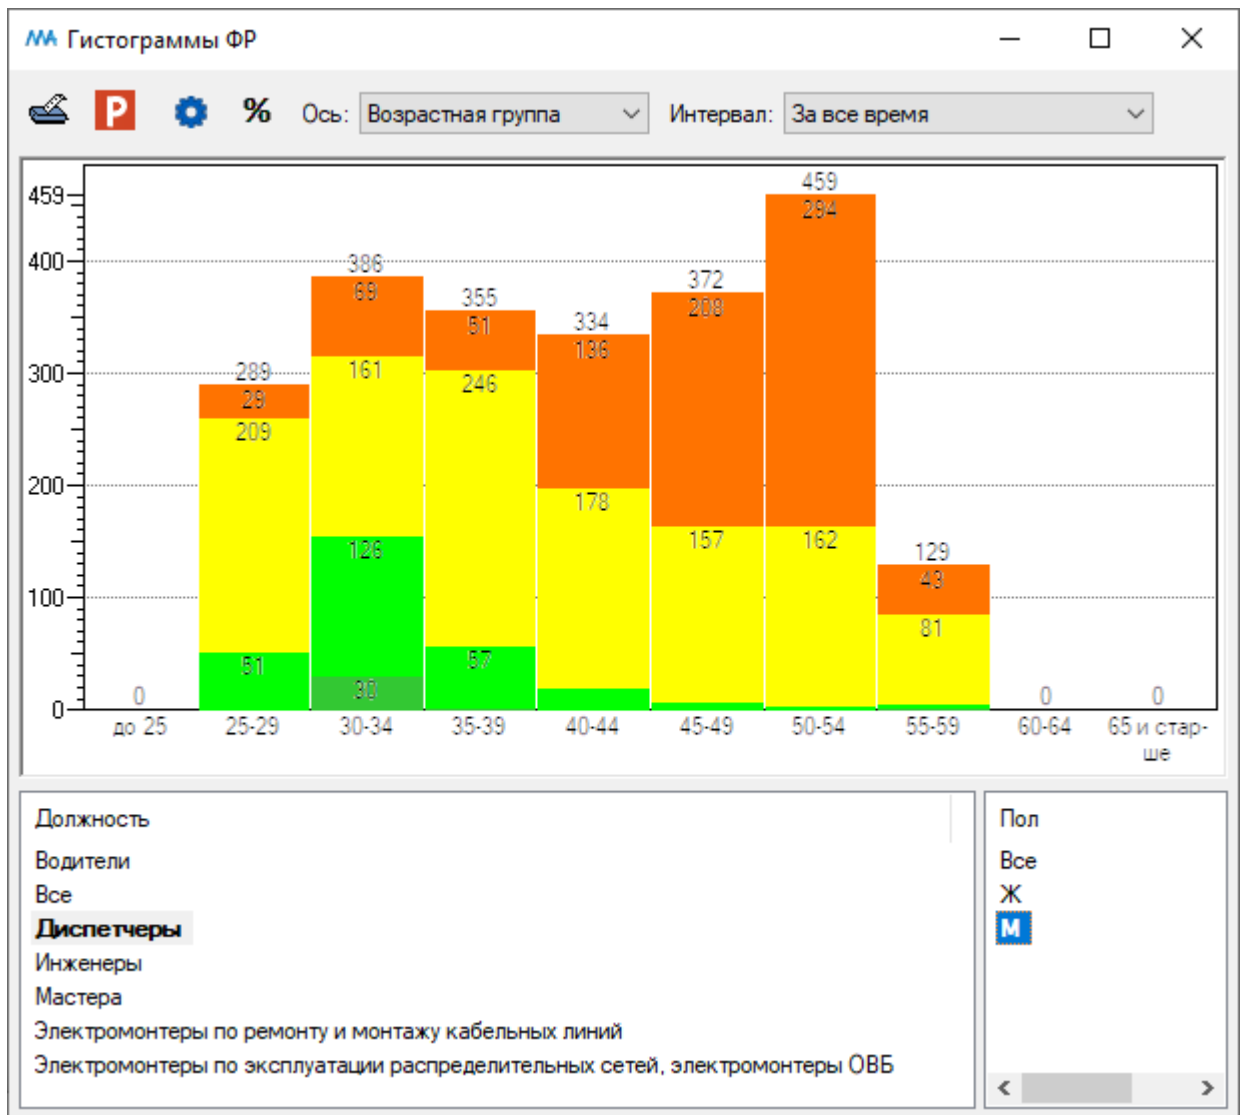 Гистограммы ФР
% Ось: Возрастная группа Интервал: За все время
459
400
300
200
100
0
0
289
29
209
51
386
69
161
126
30
355
51
246
57
334
136
178
372
208
157
459
294
162
129
43
81
0
0
до 25 25-29 30-34 35-39 40-44 45-49 50-54 55-59 60-64 65 и стар-
ше
Должность
Водители
Все
Диспетчеры
Инженеры
Мастера
Электромонтеры по ремонту и монтажу кабельных линий
Электромонтеры по эксплуатации распределительных сетей, электромонтеры ОВБ
Пол
Все
Ж
М